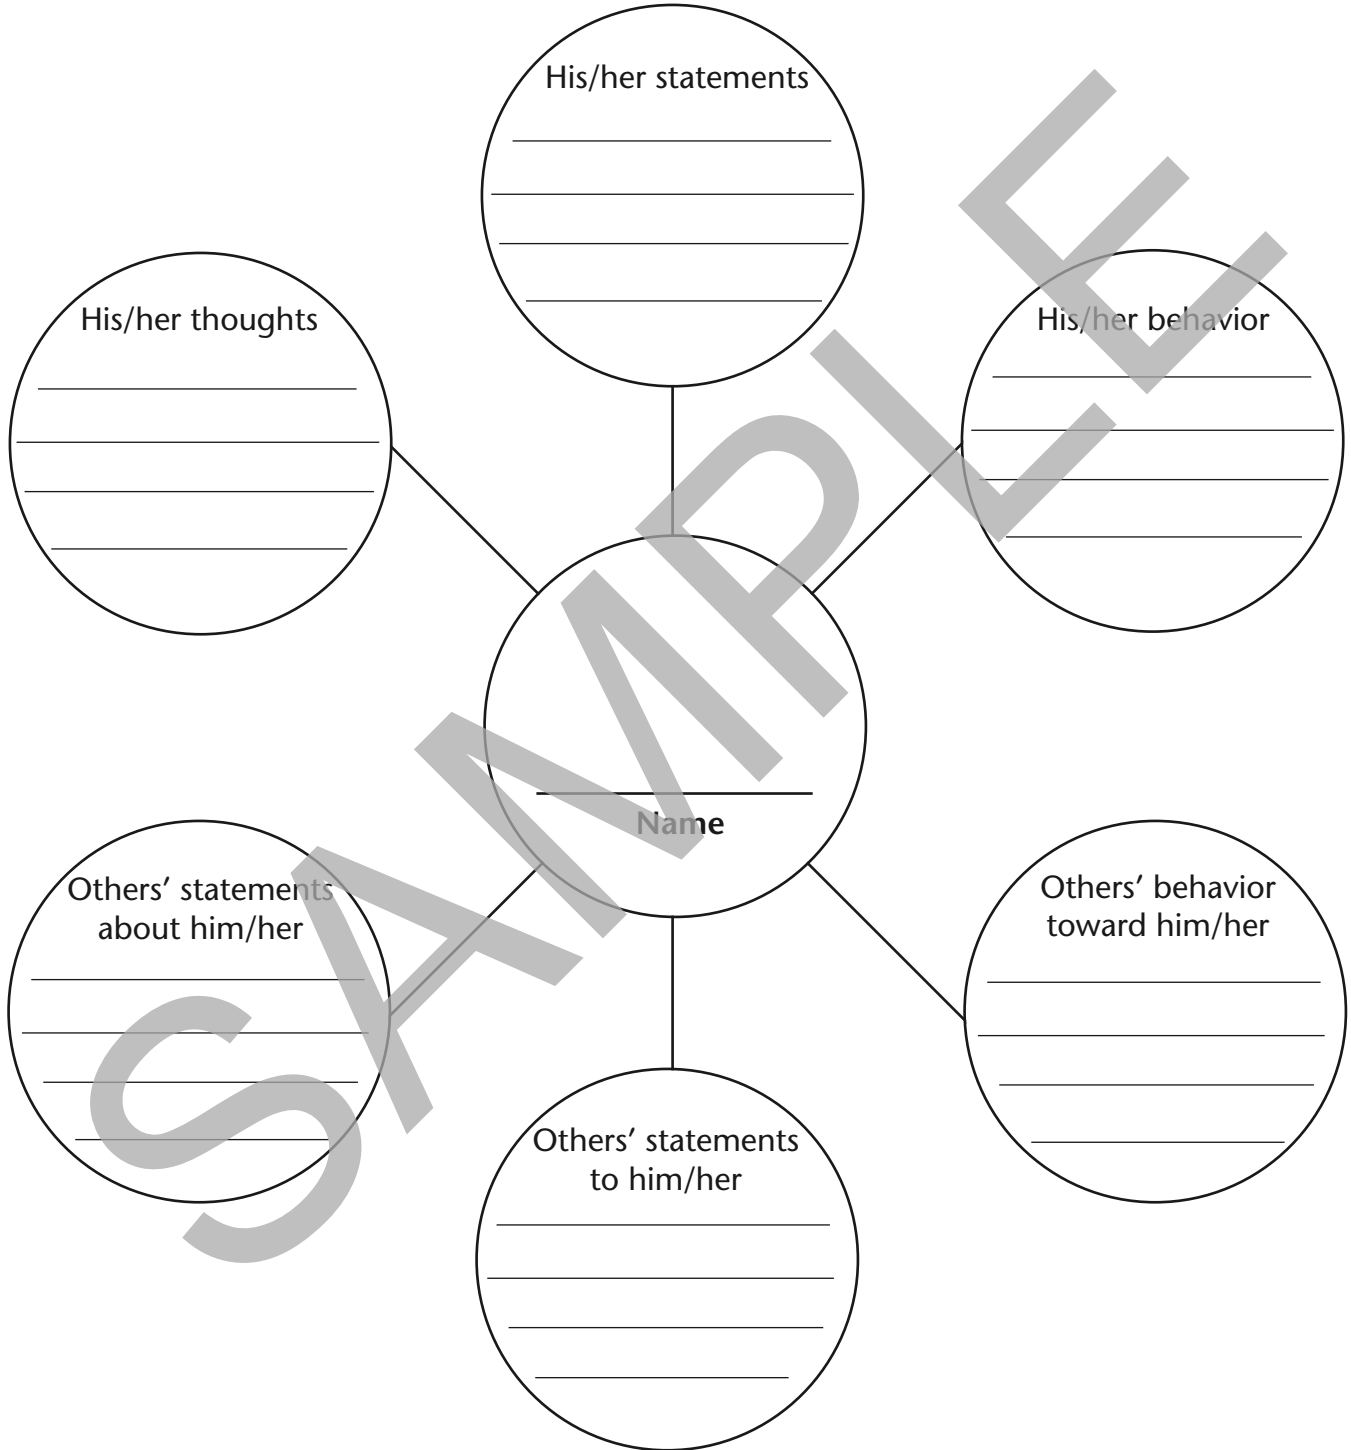 His/her statements
His/her thoughts
His/her behavior
Name
Others’ statements
about him/her
Others’ behavior
toward him/her
Others’ statements
to him/her
SAMPLE